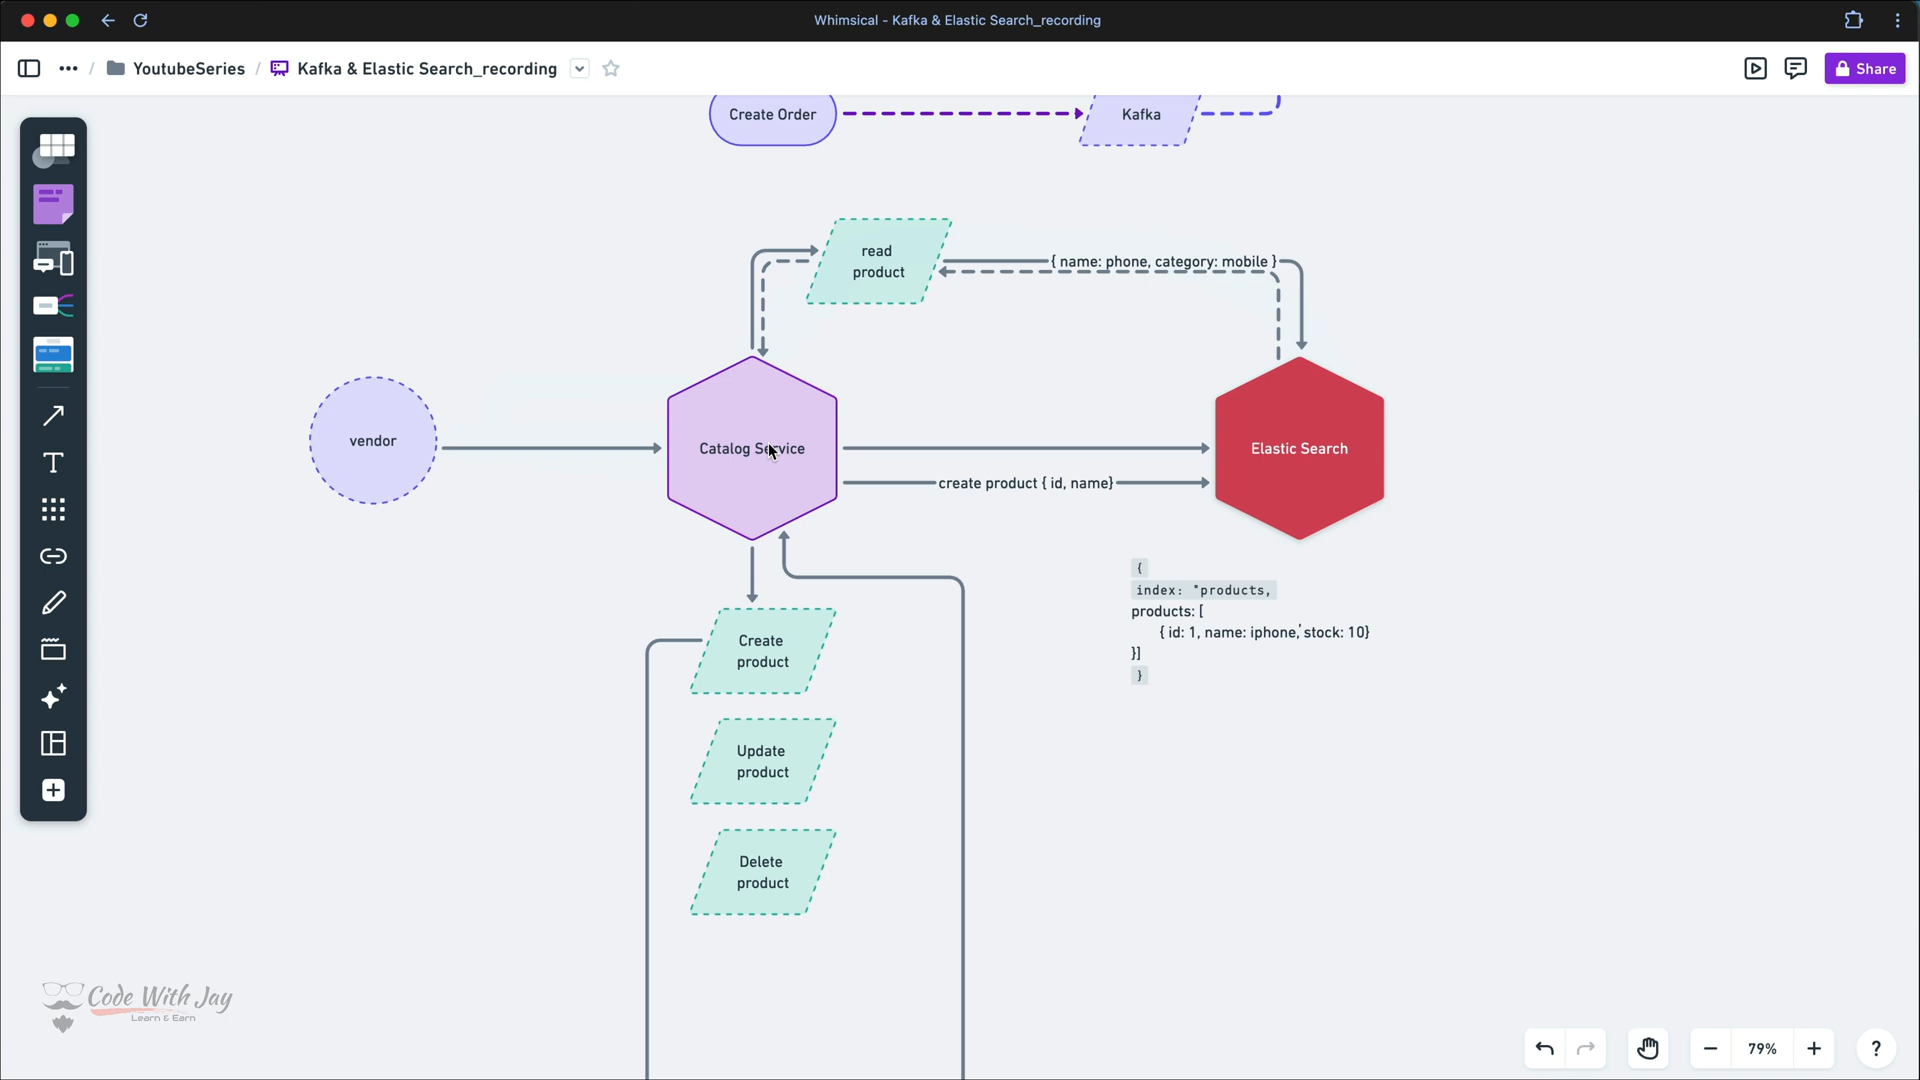 Whimsical - Kafka & Elastic Search_recording
YoutubeSeries / Kafka & Elastic Search_recording
Share
Create Order
Kafka
read
product
{ name: phone, category: mobile }
vendor
Catalog Service
Elastic Search
create product { id, name}
{
index: "products,
products: [
{ id: 1, name: iphone,'stock: 10}
}]
}
Create
product
Update
product
Delete
product
Code With Jay
Learn & Earn
79%
?